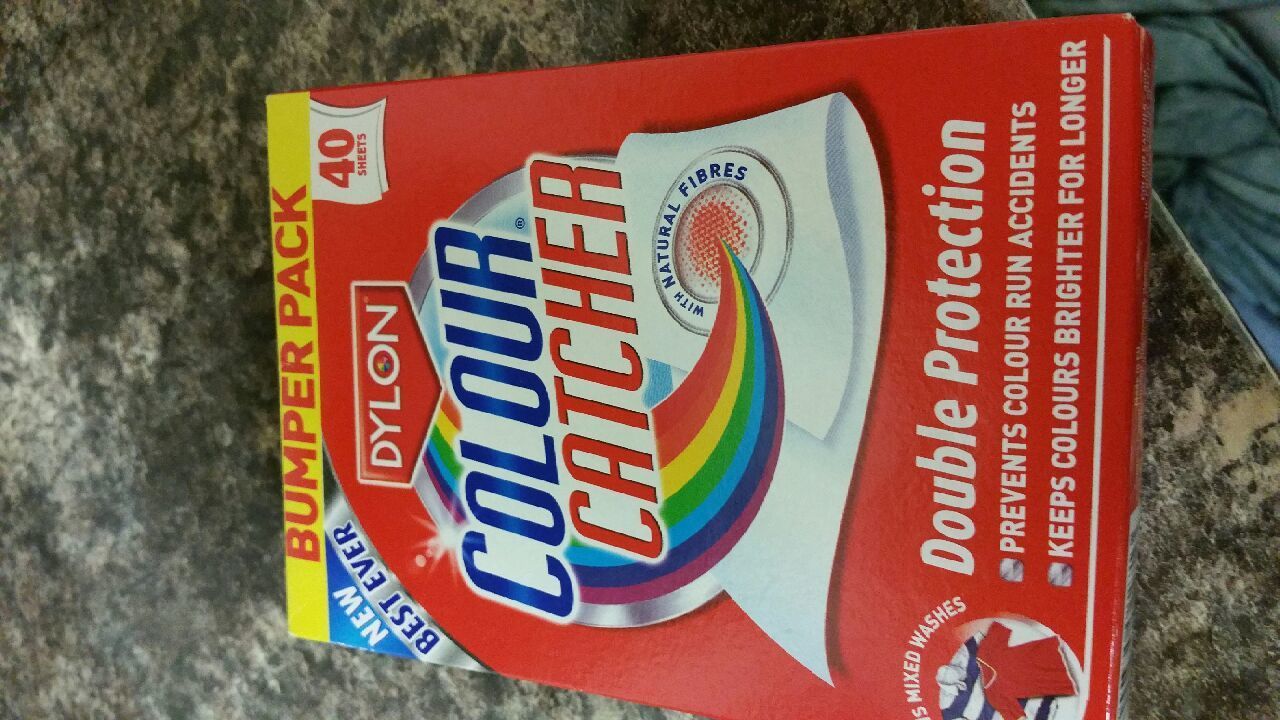 BUMPER PACK
40
SHEETS
NEW
BEST EVER
DYLON
COLOUR®
CATCHER
WITH NATURAL FIBRES
Double Protection
PREVENTS COLOUR RUN ACCIDENTS
KEEPS COLOURS BRIGHTER FOR LONGER
MIXED WASHES